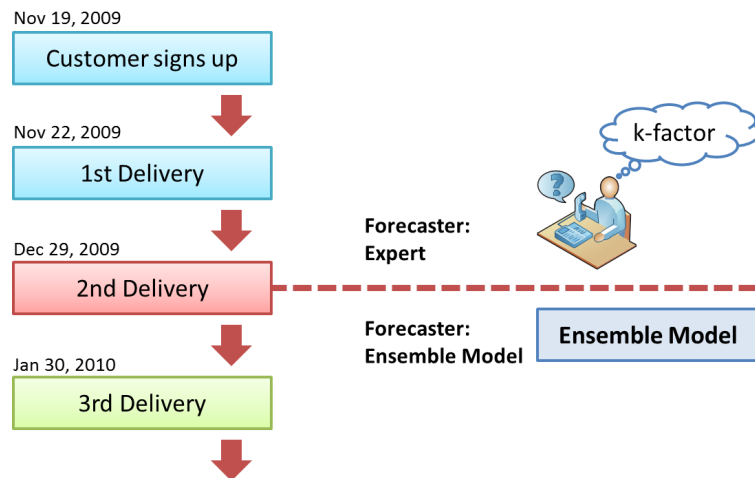 Nov 19, 2009
Customer signs up
Nov 22, 2009
1st Delivery
k-factor
?
Forecaster:
Expert
Dec 29, 2009
2nd Delivery
Forecaster:
Ensemble Model
Ensemble Model
Jan 30, 2010
3rd Delivery